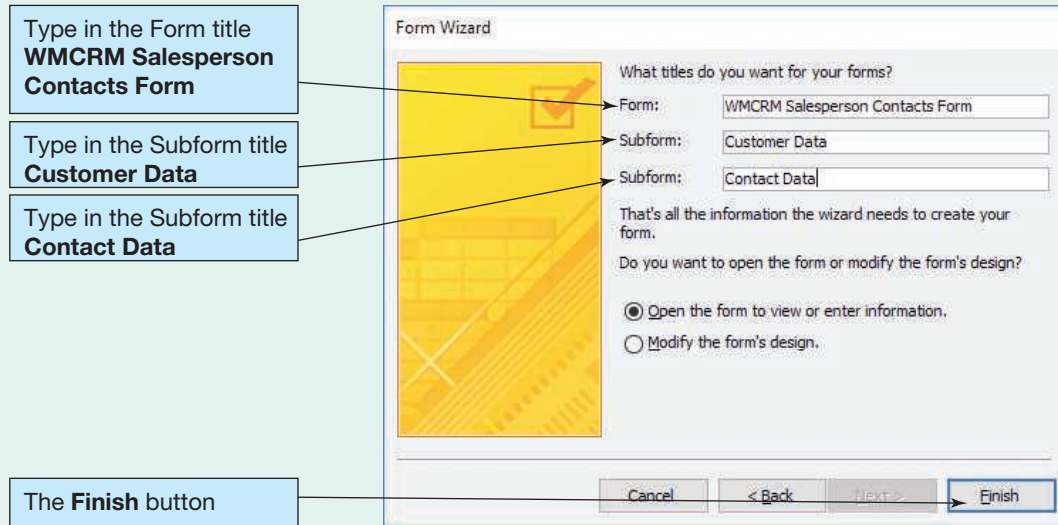 Type in the Form title
WMCRM Salesperson
Contacts Form
Type in the Subform title
Customer Data
Type in the Subform title
Contact Data
The Finish button
Form Wizard
What titles do you want for your forms?
Form: WMCRM Salesperson Contacts Form
Subform: Customer Data
Subform: Contact Data
That's all the information the wizard needs to create your
form.
Do you want to open the form or modify the form's design?
Open the form to view or enter information.
Modify the form's design.
Cancel < Back Next > Finish